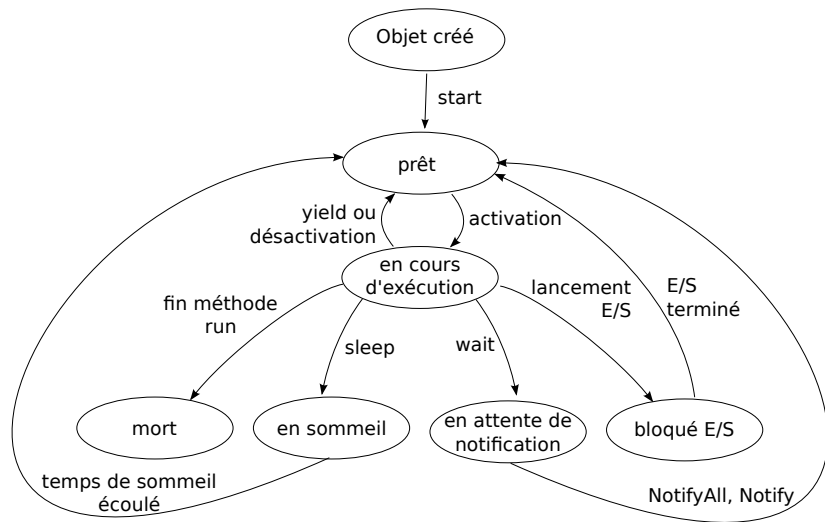 Objet créé
start
prêt
yield ou
désactivation
activation
en cours
d'exécution
fin méthode
run
sleep
wait
lancement
E/S
E/S
terminé
mort
en sommeil
en attente de
notification
bloqué E/S
temps de sommeil
écoulé
NotifyAll, Notify